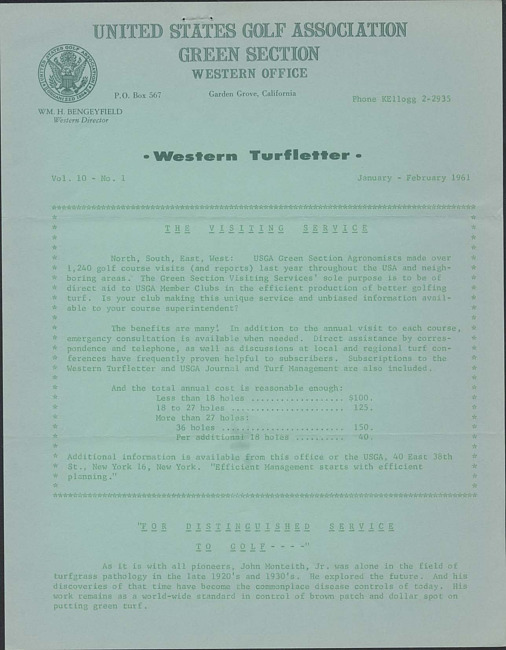 UNITED STATES GOLF ASSOCIATION
GREEN SECTION
WESTERN OFFICE
P.O. Box 567
Garden Grove, California
Phone KEllogg 2-2935
WM. H. BENGEYFIELD
Western Director
• Western Turfletter •
Vol. 10 - No. 1
January - February 1961
THE VISITING SERVICE
North, South, East, West: USGA Green Section Agronomists made over
1,240 golf course visits (and reports) last year throughout the USA and neigh-
boring areas. The Green Section Visiting Services' sole purpose is to be of
direct aid to USGA Member Clubs in the efficient production of better golfing
turf. Is your club making this unique service and unbiased information avail-
able to your course superintendent?
The benefits are many! In addition to the annual visit to each course,
emergency consultation is available when needed. Direct assistance by corres-
pondence and telephone, as well as discussions at local and regional turf con-
ferences have frequently proven helpful to subscribers. Subscriptions to the
Western Turfletter and USGA Journal and Turf Management are also included.
And the total annual cost is reasonable enough:
Less than 18 holes .................. $100.
18 to 27 holes ...................... 125.
More than 27 holes:
36 holes ....................... 150.
Per additional 18 holes .......... 40.
Additional information is available from this office or the USGA, 40 East 38th
St., New York 16, New York. "Efficient Management starts with efficient
planning."
"FOR DISTINGUISHED SERVICE
TO GOLF----"
As it is with all pioneers, John Monteith, Jr. was alone in the field of
turfgrass pathology in the late 1920's and 1930's. He explored the future. And his
discoveries of that time have become the commonplace disease controls of today. His
work remains as a world-wide standard in control of brown patch and dollar spot on
putting green turf.